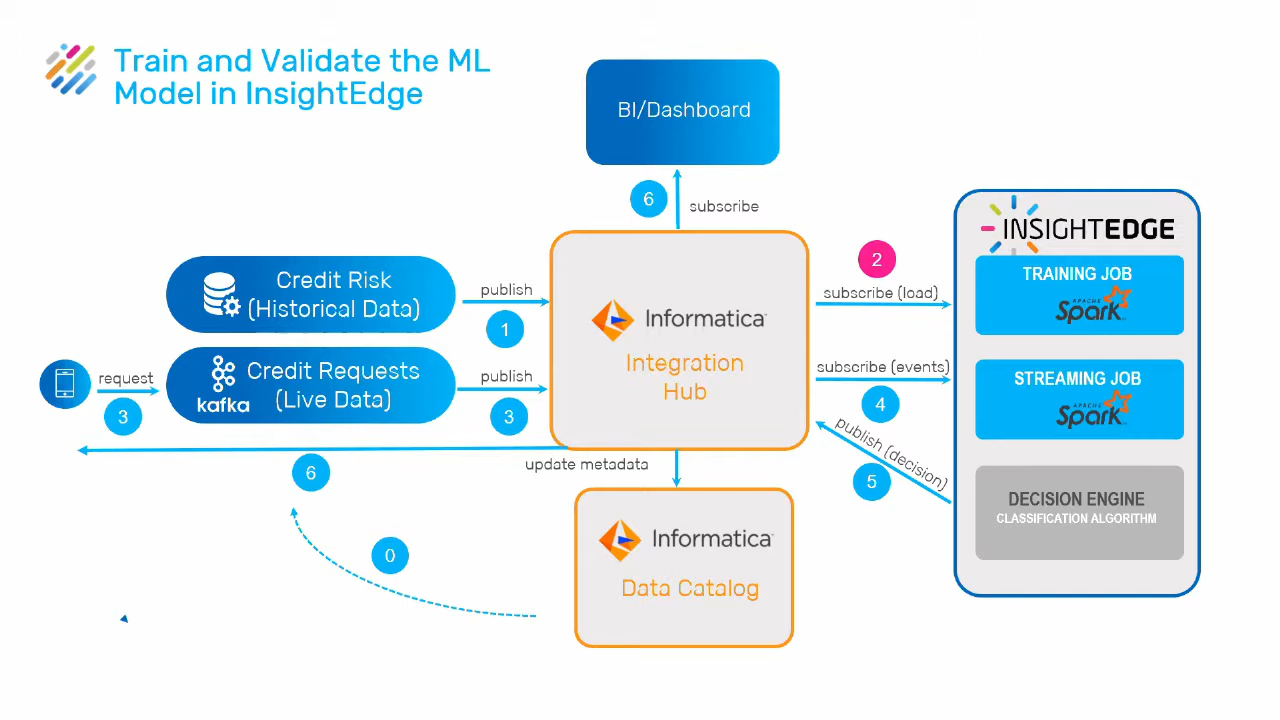 Train and Validate the ML
Model in InsightEdge
BI/Dashboard
6
subscribe
INSIGHTEDGE
TRAINING JOB
APACHE
Spark
Credit Risk
(Historical Data)
publish
1
Informatica
Integration
Hub
2
subscribe (load)
request
3
kafka
Credit Requests
(Live Data)
publish
3
subscribe (events)
4
STREAMING JOB
APACHE
Spark
publish (decision)
5
DECISION ENGINE
CLASSIFICATION ALGORITHM
6
update metadata
0
Informatica
Data Catalog